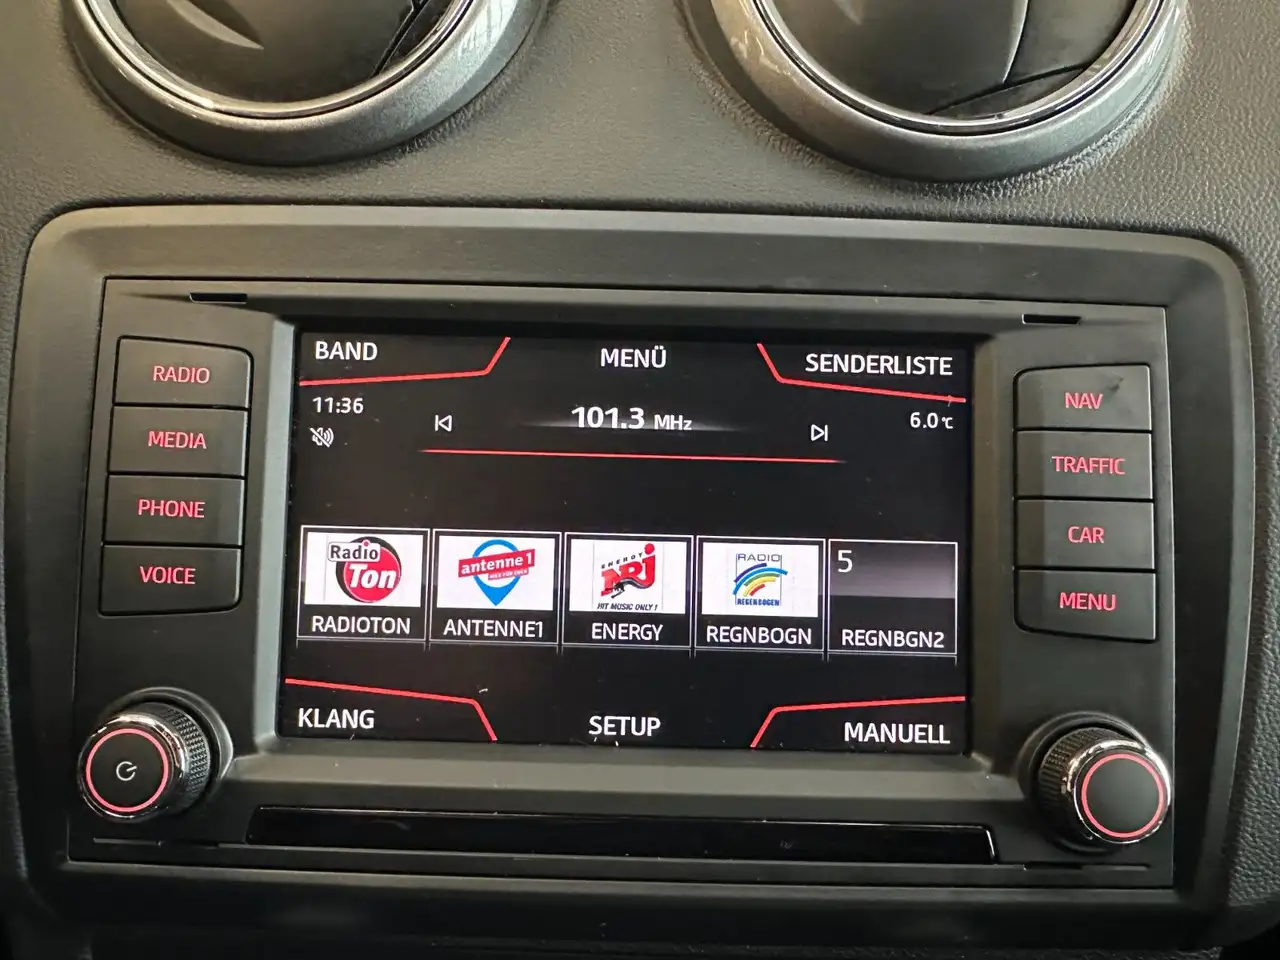 BAND
MENÜ
SENDERLISTE
11:36
101.3 MHz
6.0°C
RADIO
MEDIA
PHONE
VOICE
NAV
TRAFFIC
CAR
MENU
Radio
Ton
RADIOTON
antenne 1
ANTENNE1
ENERGY
NRJ
HIT MUSIC ONLY!
ENERGY
RADIO
REGENBOGEN
REGNBOGN
5
REGNBGN2
KLANG
SETUP
MANUELL